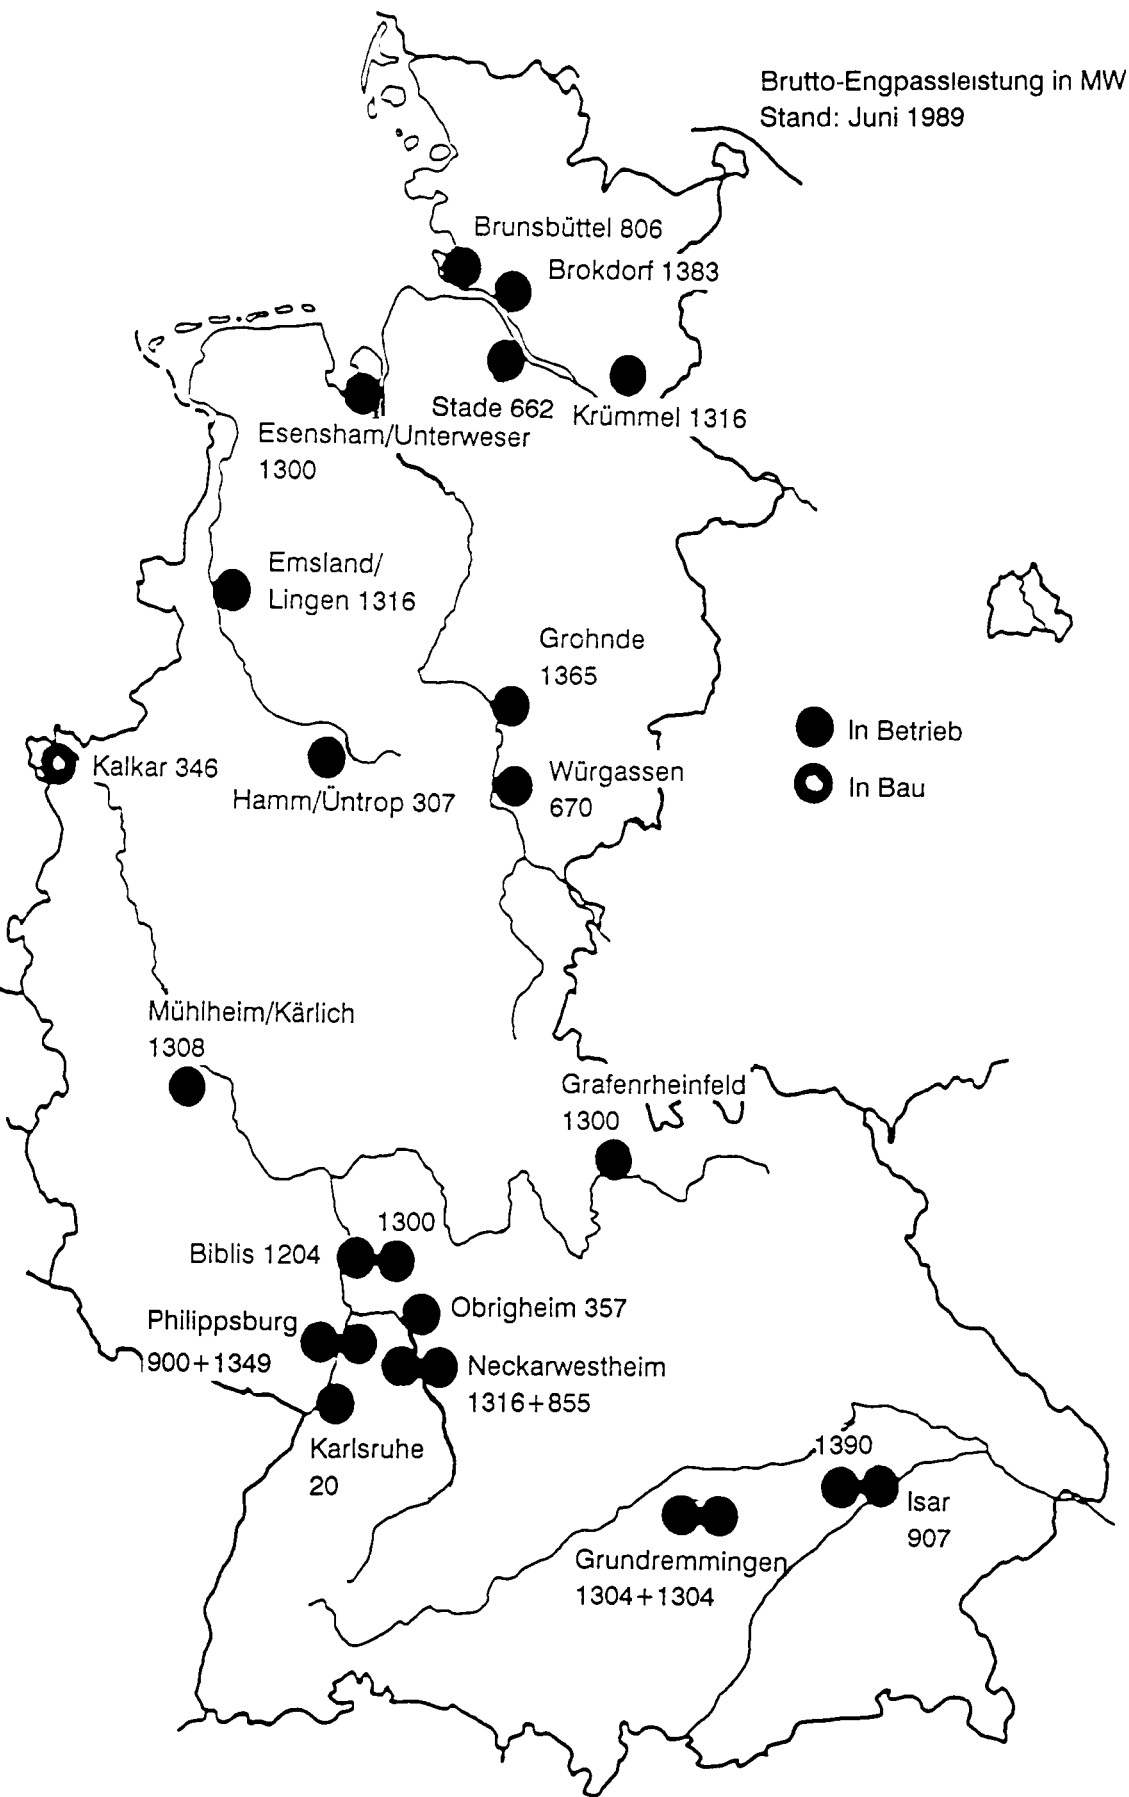 Brutto-Engpassleistung in MW
Stand: Juni 1989
Brunsbüttel 806
Brokdorf 1383
Stade 662
Krümmel 1316
Esensham/Unterweser
1300
Emsland/
Lingen 1316
Grohnde
1365
In Betrieb
Kalkar 346
Würgassen
670
In Bau
Hamm/Üntrop 307
Mühlheim/Kärlich
1308
Grafenrheinfeld
1300
1300
Biblis 1204
Obrigheim 357
Philippsburg
900+1349
Neckarwestheim
1316+855
Karlsruhe
20
1390
Isar
907
Grundremmingen
1304+1304